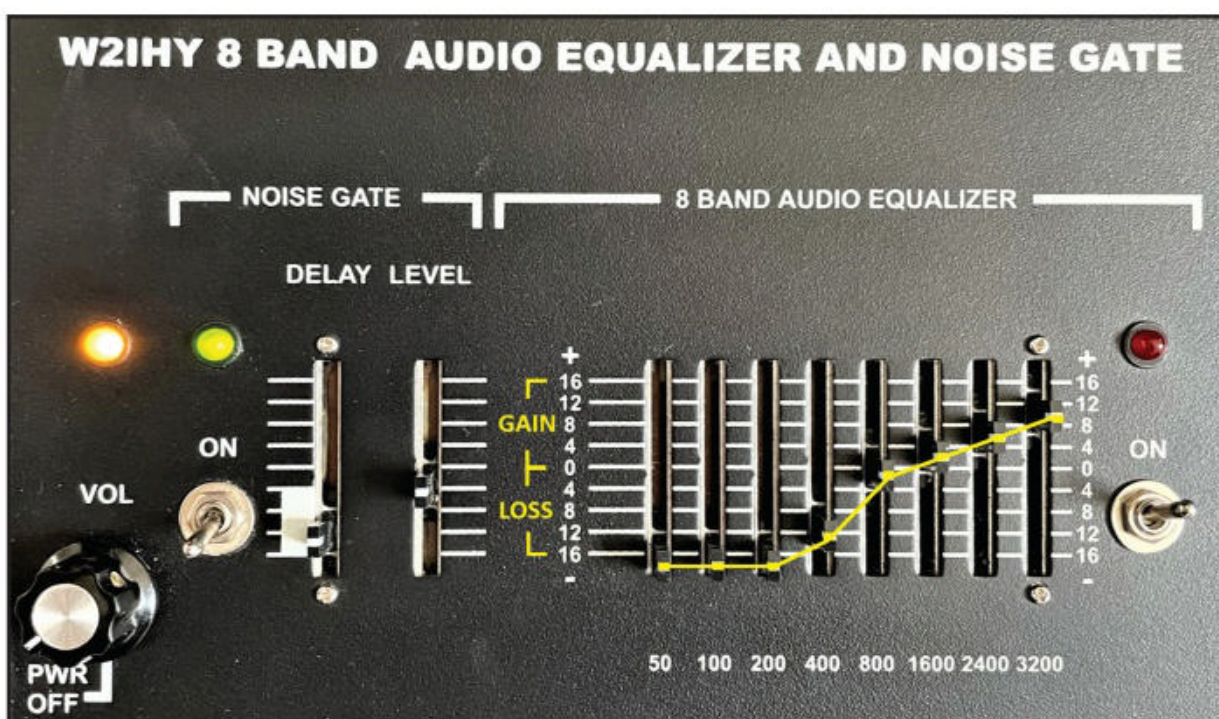 W2IHY 8 BAND AUDIO EQUALIZER AND NOISE GATE
NOISE GATE
8 BAND AUDIO EQUALIZER
DELAY LEVEL
+ +
16 16
12 12
GAIN 8 8
4 4
ON
0 0
ON
VOL
4 4
LOSS 8 8
12 12
16 16
- -
50 100 200 400 800 1600 2400 3200
PWR
OFF